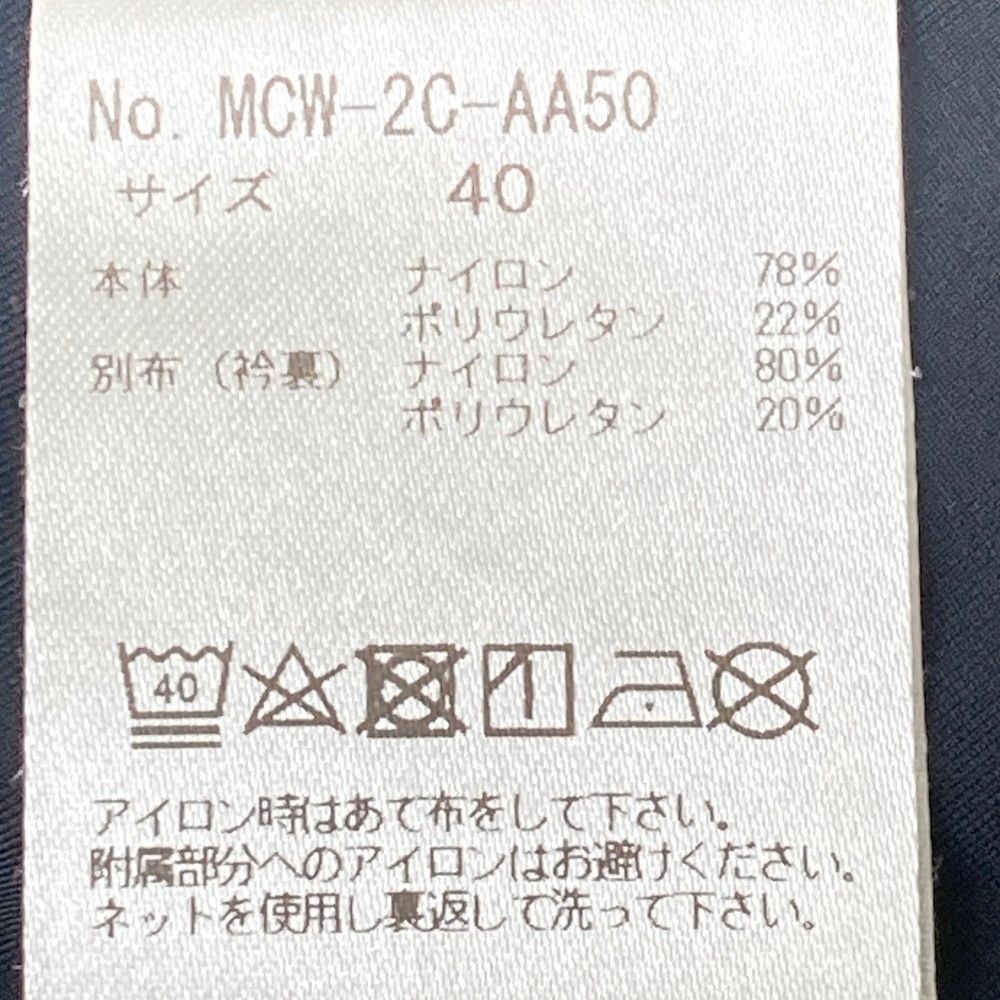 No. MCW-2C-AA50
サイズ 40
本体 ナイロン 78%
ポリウレタン 22%
別布（衿裏） ナイロン 80%
ポリウレタン 20%
40
アイロン時はあて布をして下さい。
附属部分へのアイロンはお避けください。
ネットを使用し裏返して洗って下さい。